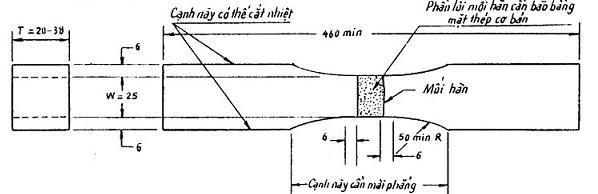 Cạnh này có thể cắt nhiệt
Phần lồi mối hàn cần bào bằng
mặt thép cơ bản
T = 20-38
460 min
6
W=25
6
Mối hàn
6
50 min R
6
Cạnh này cần mài phẳng